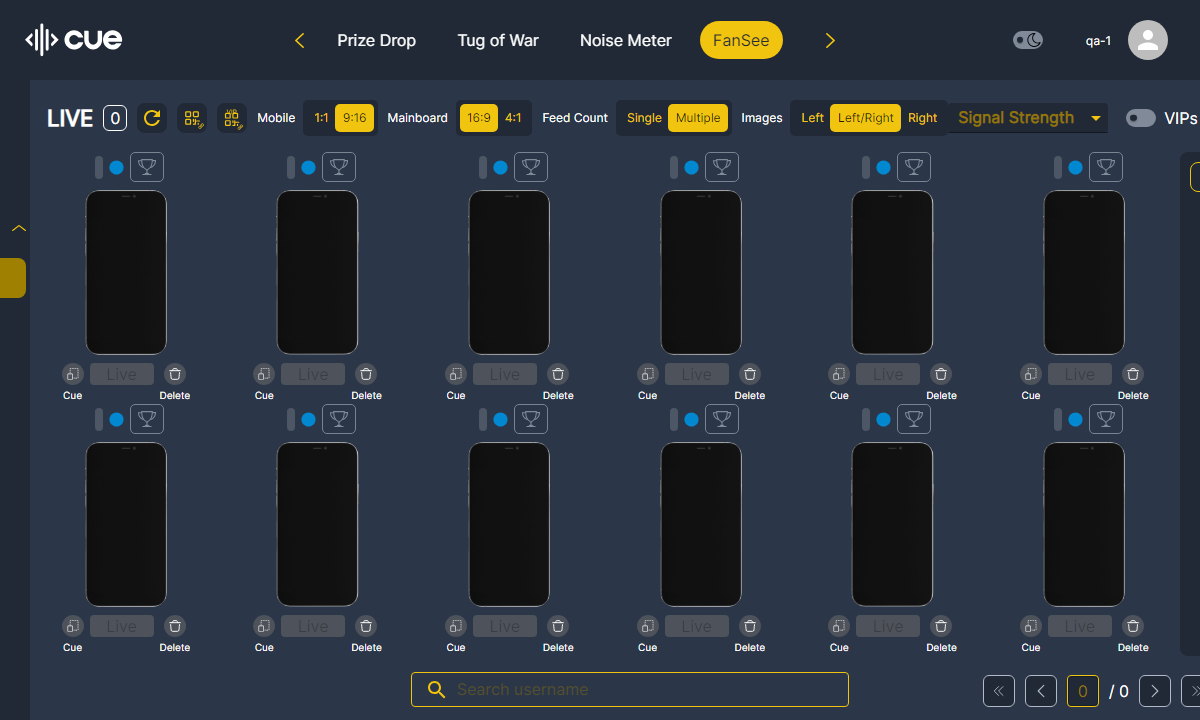 cue
Prize Drop Tug of War Noise Meter FanSee
qa-1
LIVE 0 Mobile 1:1 9:16 Mainboard 16:9 4:1 Feed Count Single Multiple Images Left Left/Right Right Signal Strength VIPs
Live Live Live Live Live Live
Cue Delete Cue Delete Cue Delete Cue Delete Cue Delete Cue Delete
Live Live Live Live Live Live
Cue Delete Cue Delete Cue Delete Cue Delete Cue Delete Cue Delete
Search username
0 / 0